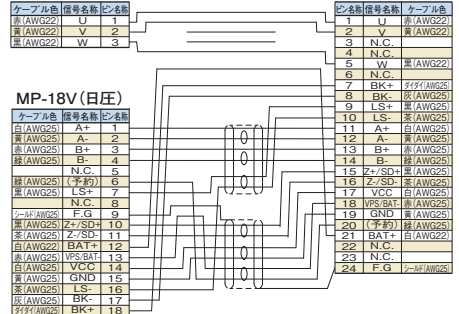 ケーブル色 信号名称 ピン名称
赤(AWG22) U 1
黄(AWG22) V 2
黒(AWG22) W 3
MP-18V(日圧)
ケーブル色 信号名称 ピン名称
白(AWG25) A+ 1
黄(AWG25) A- 2
赤(AWG25) B+ 3
緑(AWG25) B- 4
N.C. 5
緑(AWG25) (予約) 6
黒(AWG25) LS+ 7
N.C. 8
シールド(AWG25) F.G 9
黒(AWG25) Z+/SD+ 10
茶(AWG25) Z-/SD- 11
白(AWG22) BAT+ 12
赤(AWG25) VPS/BAT- 13
白(AWG25) VCC 14
黄(AWG25) GND 15
茶(AWG25) LS- 16
灰(AWG25) BK- 17
ダイダイ(AWG25) BK+ 18
ピン名称 信号名称 ケーブル色
1 U 赤(AWG22)
2 V 黄(AWG22)
3 N.C.
4 N.C.
5 W 黒(AWG22)
6 N.C.
7 BK+ ダイダイ(AWG25)
8 BK- 灰(AWG25)
9 LS+ 黒(AWG25)
10 LS- 茶(AWG25)
11 A+ 白(AWG25)
12 A- 黄(AWG25)
13 B+ 赤(AWG25)
14 B- 緑(AWG25)
15 Z+/SD+ 黒(AWG25)
16 Z-/SD- 茶(AWG25)
17 VCC 白(AWG25)
18 VPS/BAT- 赤(AWG25)
19 GND 黄(AWG25)
20 (予約) 緑(AWG25)
21 BAT+ 白(AWG22)
22 N.C.
23 N.C.
24 F.G シールド(AWG25)